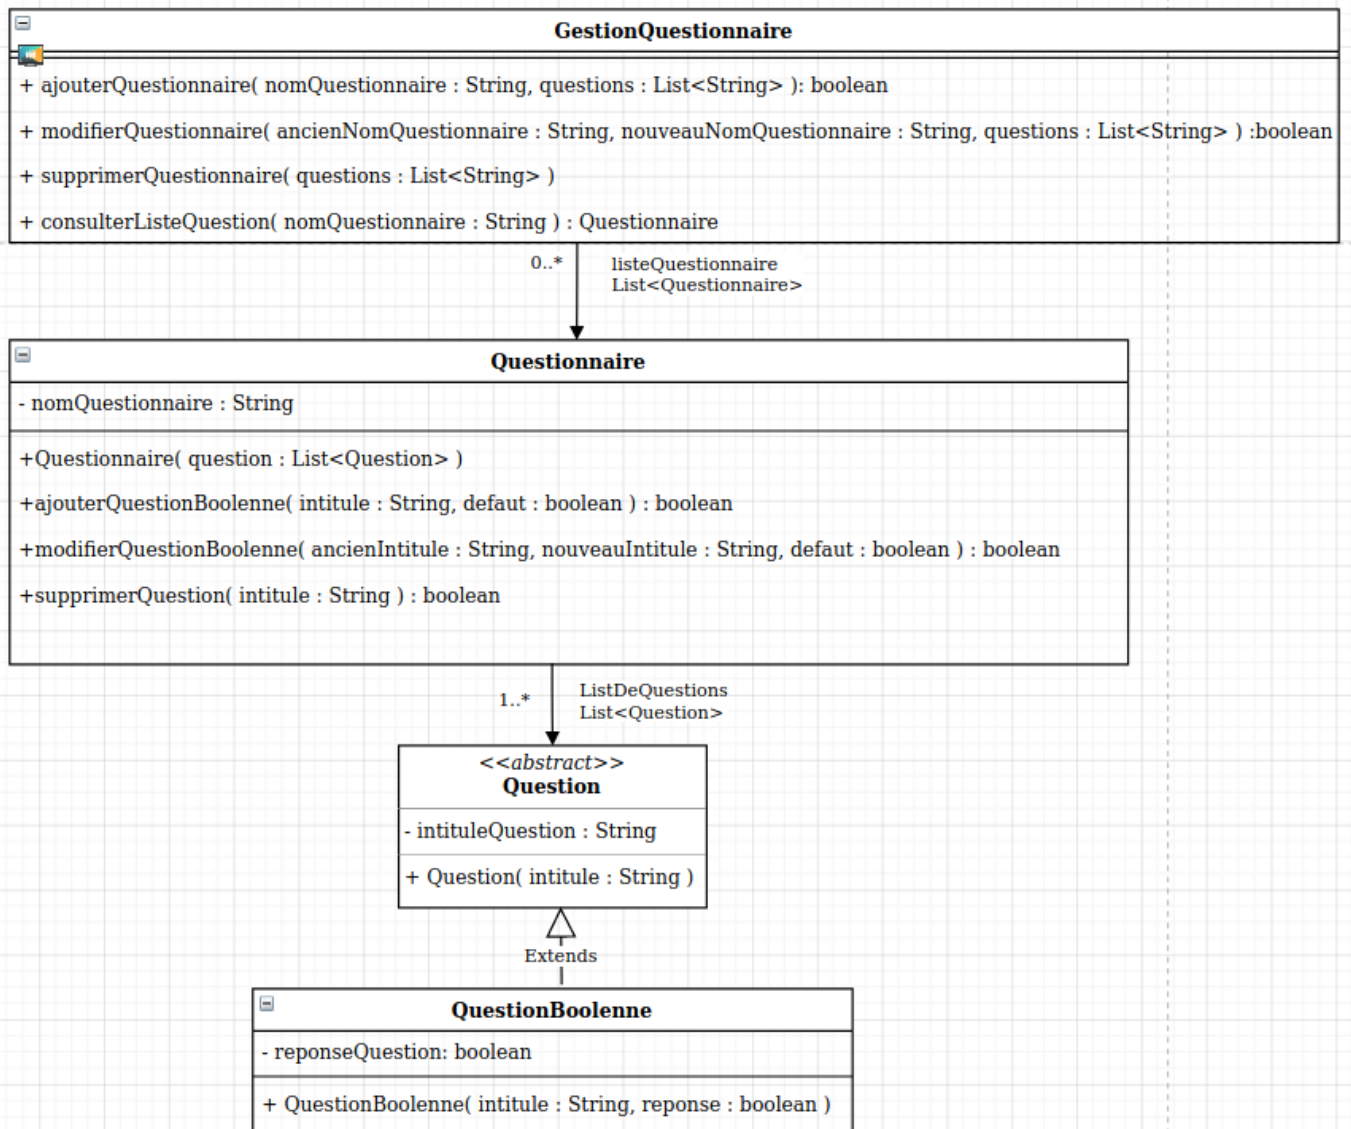 GestionQuestionnaire
+ ajouterQuestionnaire( nomQuestionnaire : String, questions : List<String> ): boolean
+ modifierQuestionnaire( ancienNomQuestionnaire : String, nouveauNomQuestionnaire : String, questions : List<String> ) :boolean
+ supprimerQuestionnaire( questions : List<String> )
+ consulterListeQuestion( nomQuestionnaire : String ) : Questionnaire
0..*
listeQuestionnaire
List<Questionnaire>
Questionnaire
- nomQuestionnaire : String
+Questionnaire( question : List<Question> )
+ajouterQuestionBoolenne( intitule : String, defaut : boolean ) : boolean
+modifierQuestionBoolenne( ancienIntitule : String, nouveauIntitule : String, defaut : boolean ) : boolean
+supprimerQuestion( intitule : String ) : boolean
1..*
ListDeQuestions
List<Question>
<<abstract>>
Question
- intituleQuestion : String
+ Question( intitule : String )
Extends
QuestionBoolenne
- reponseQuestion: boolean
+ QuestionBoolenne( intitule : String, reponse : boolean )